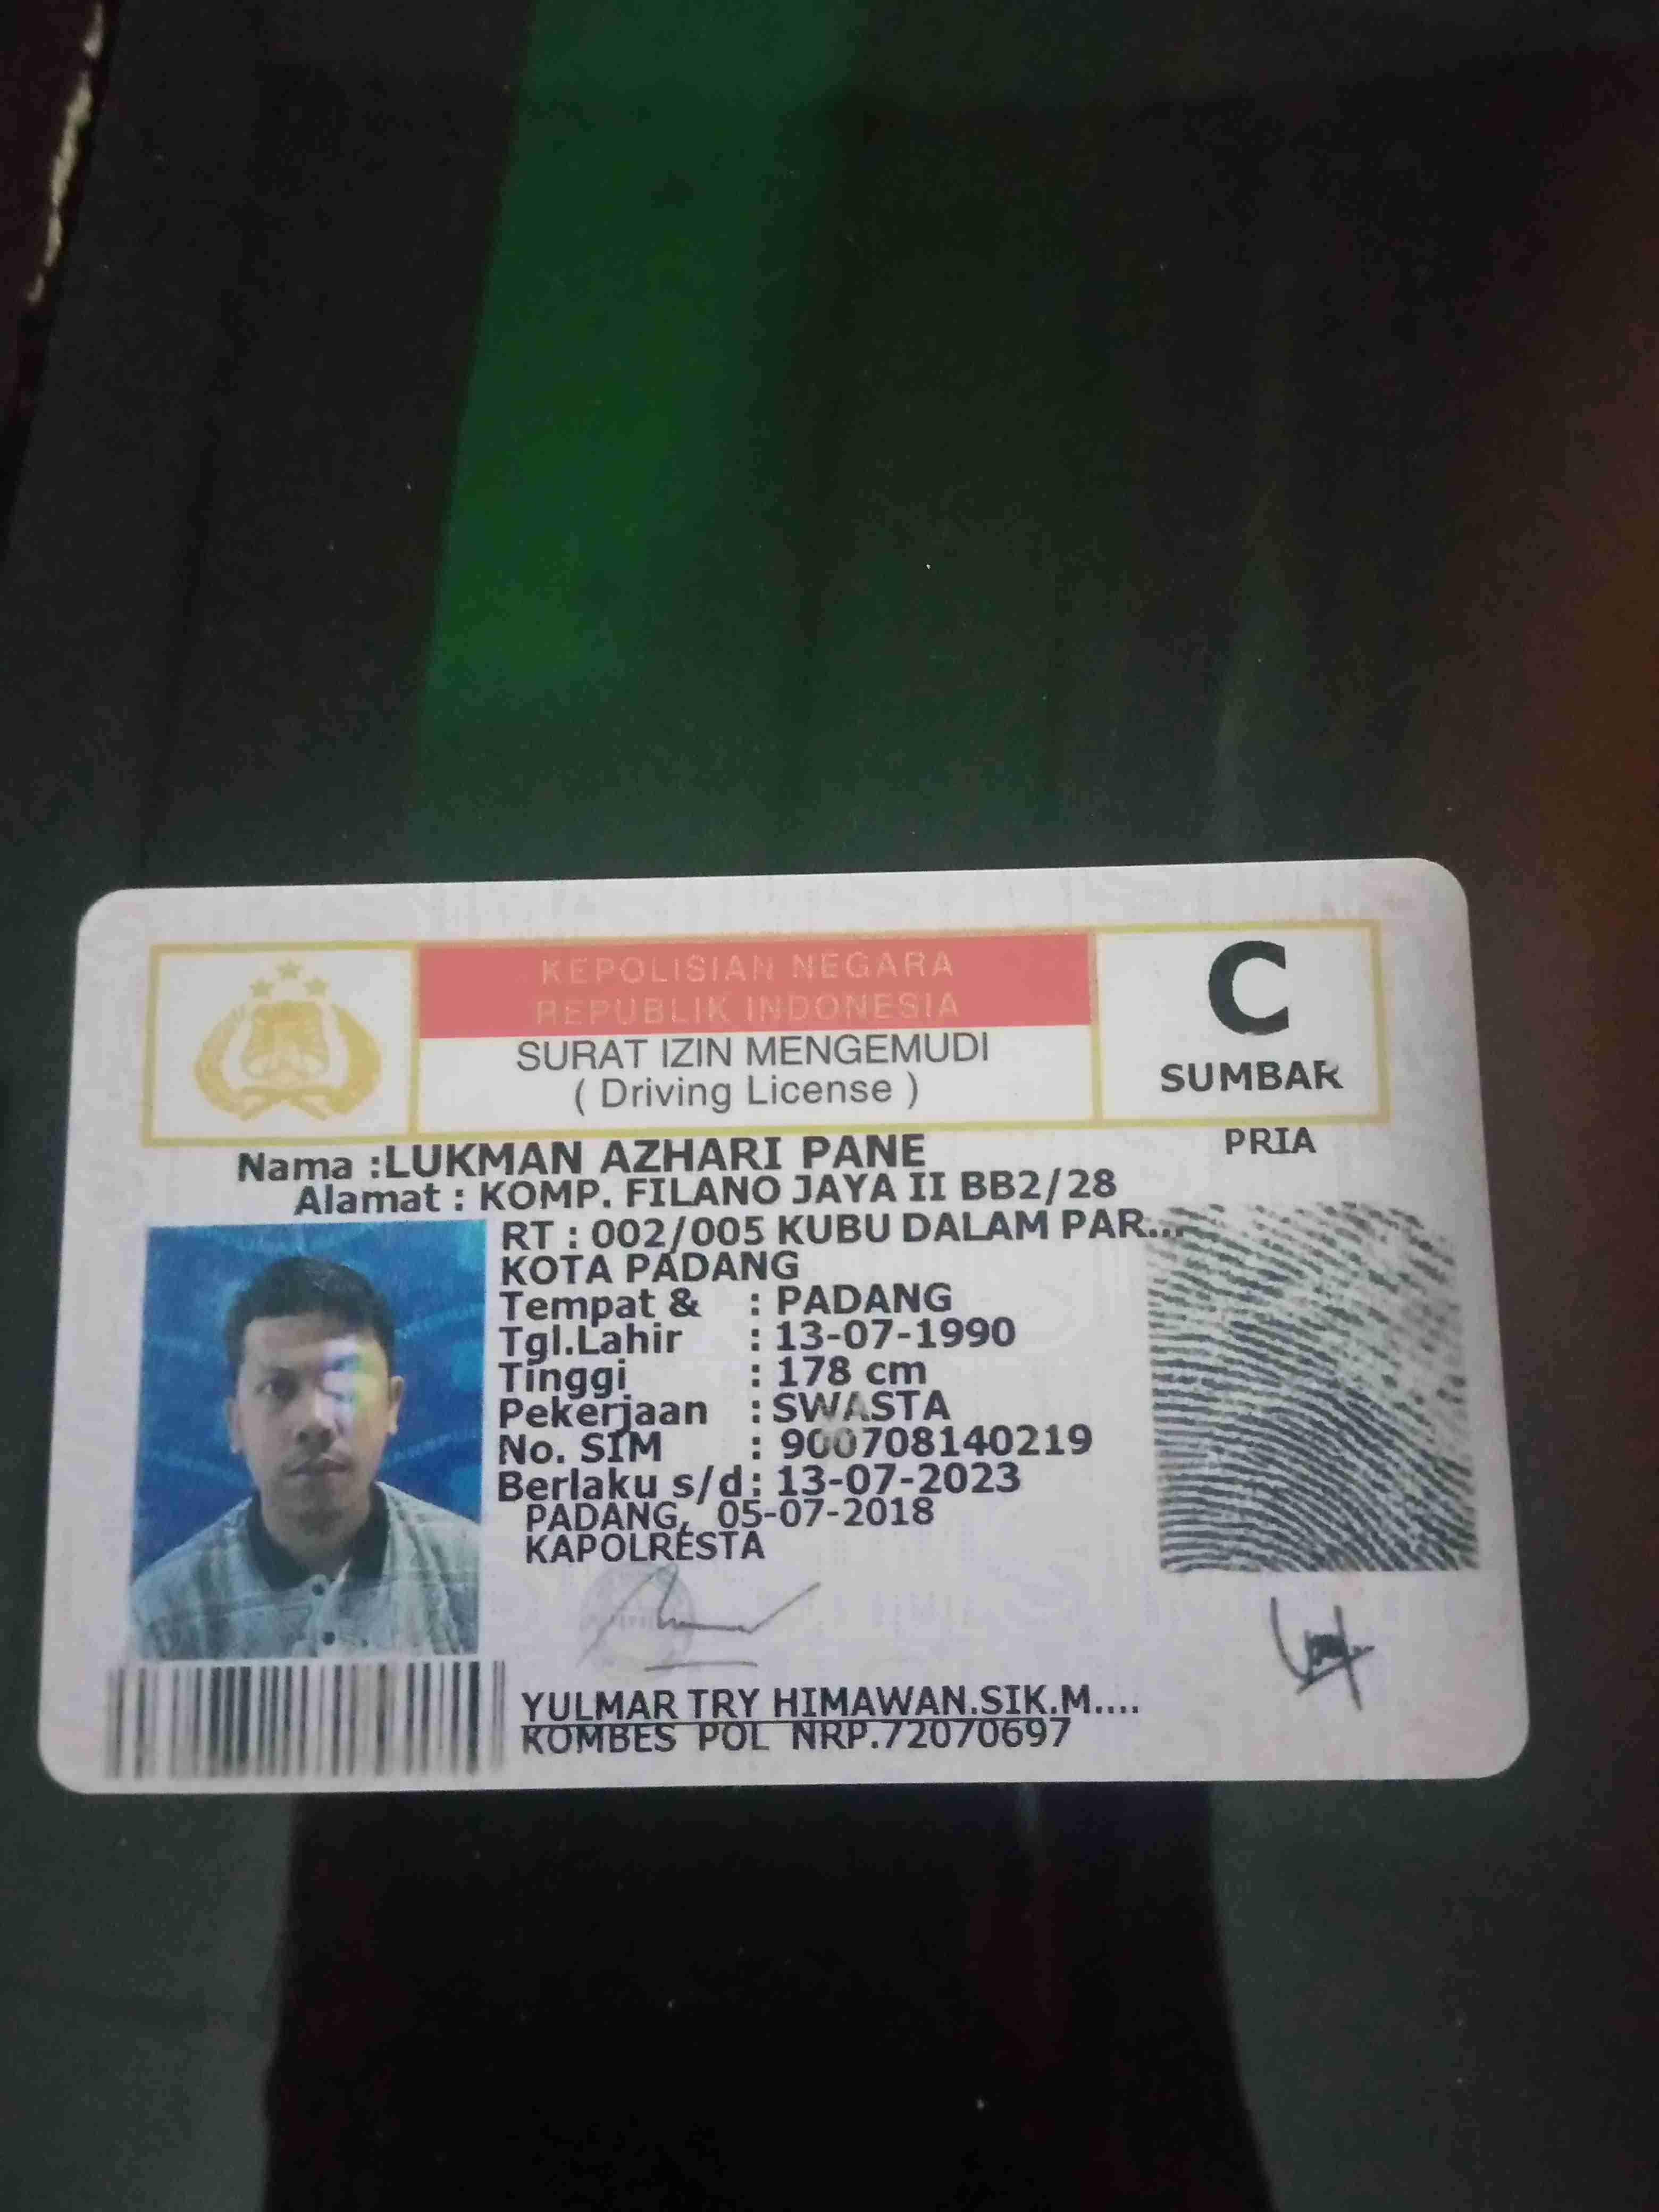 KEPOLISIAN NEGARA
REPUBLIK INDONESIA
SURAT IZIN MENGEMUDI
( Driving License )
C
SUMBAR
PRIA
Nama :LUKMAN AZHARI PANE
Alamat : KOMP. FILANO JAYA II BB2/28
RT : 002/005 KUBU DALAM PAR...
KOTA PADANG
Tempat & : PADANG
Tgl.Lahir : 13-07-1990
Tinggi : 178 cm
Pekerjaan : SWASTA
No. SIM : 900708140219
Berlaku s/d : 13-07-2023
PADANG, 05-07-2018
KAPOLRESTA
YULMAR TRY HIMAWAN.SIK.M....
KOMBES POL NRP.72070697